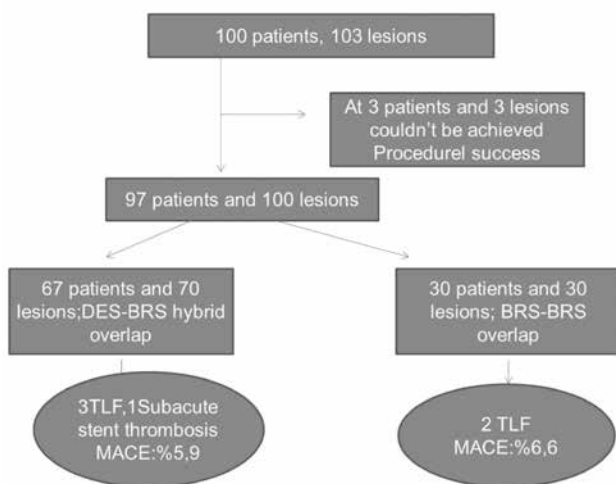 100 patients, 103 lesions
At 3 patients and 3 lesions
couldn't be achieved
Procedurel success
97 patients and 100 lesions
67 patients and 70
lesions;DES-BRS hybrid
overlap
30 patients and 30
lesions; BRS-BRS
overlap
3TLF,1Subacute
stent thrombosis
MACE:%5,9
2 TLF
MACE:%6,6